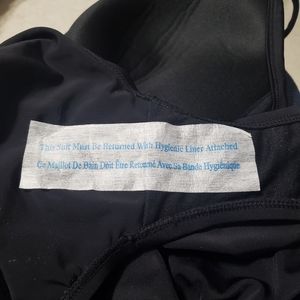 This Suit Must Be Returned With Hygienic Liner Attached
Ce Maillot De Bain Doit Être Retourné Avec Sa Bande Hygiénique